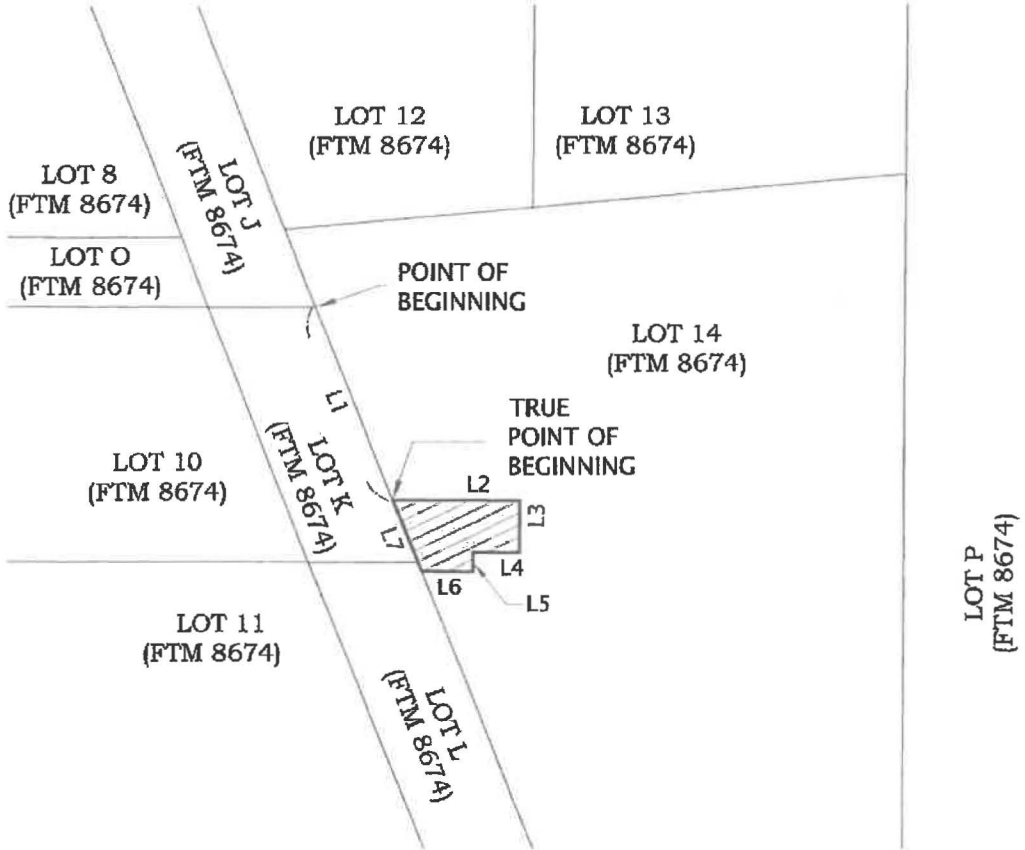 LOT 12
(FTM 8674)
LOT 13
(FTM 8674)
LOT 8
(FTM 8674)
LOT J
(FTM 8674)
LOT O
(FTM 8674)
POINT OF
BEGINNING
LOT 14
(FTM 8674)
L1
TRUE
POINT OF
BEGINNING
LOT 10
(FTM 8674)
LOT K
(FTM 8674)
L2
L3
L7
L4
L6
L5
LOT P
(FTM 8674)
LOT 11
(FTM 8674)
LOT L
(FTM 8674)